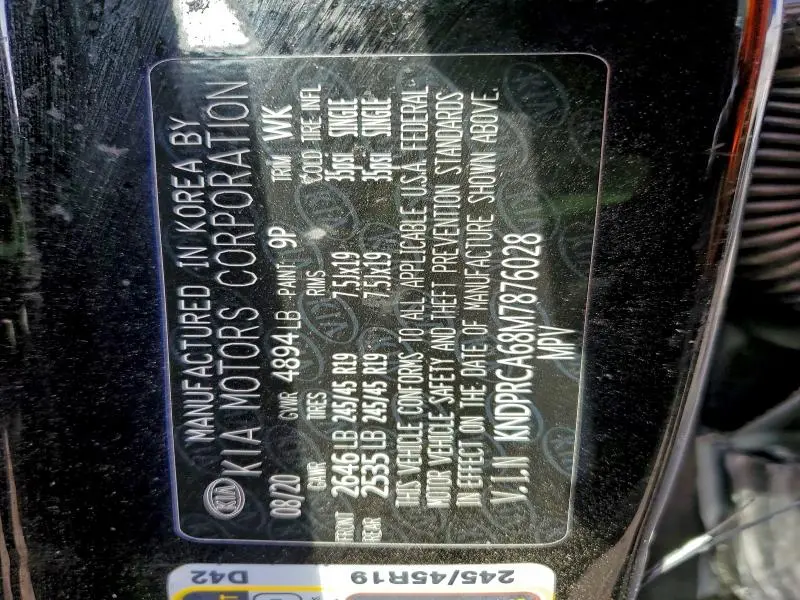 KIA
MANUFACTURED IN KOREA BY
KIA MOTORS CORPORATION
08/20 GVWR 4894LB PAINT 9P TRIM WK
GAWR TIRES RIMS COLD TIRE INFL
FRONT 2646 LB 245/45 R19 7.5Jx19 35psi SINGLE
REAR 2535 LB 245/45 R19 7.5Jx19 35psi SINGLE
THIS VEHICLE CONFORMS TO ALL APPLICABLE U.S.A. FEDERAL
MOTOR VEHICLE SAFETY AND THEFT PREVENTION STANDARDS
IN EFFECT ON THE DATE OF MANUFACTURE SHOWN ABOVE.
V.I.N KNDPRCA68M7876028
MPV
D42
245/45R19